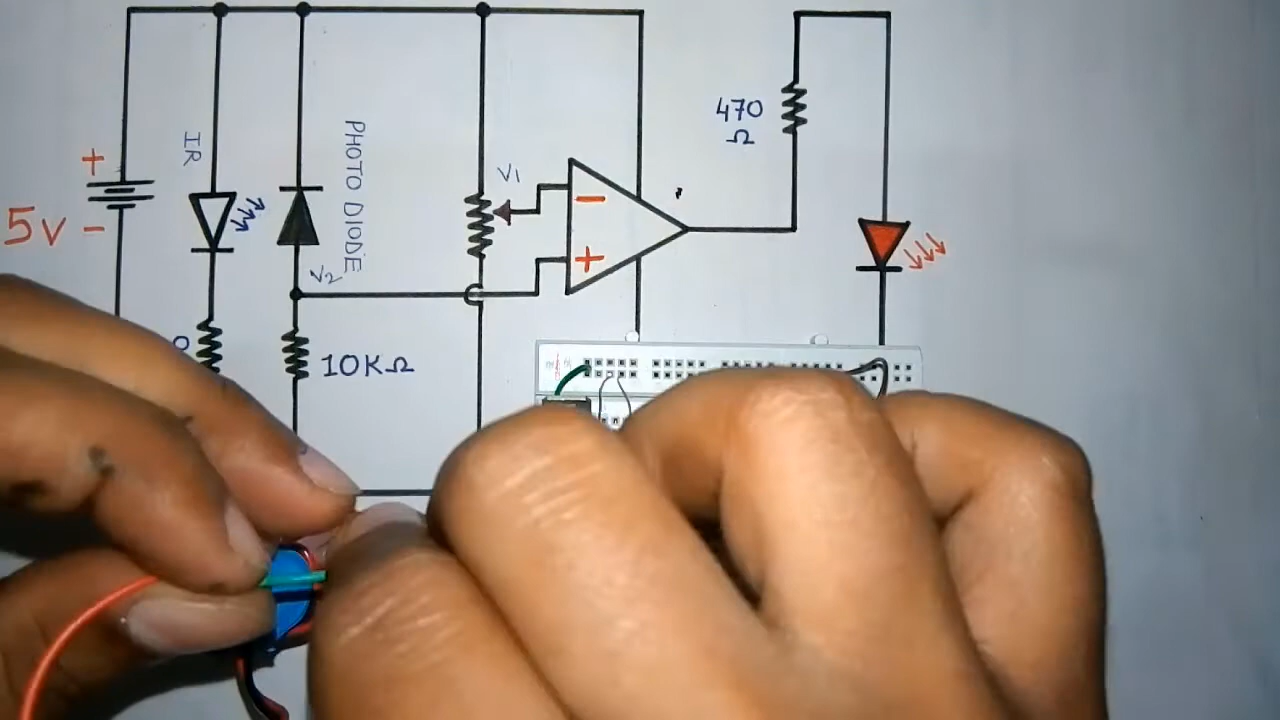 +
5v
-
IR
PHOTO DIODE
V2
10KΩ
V1
-
+
470
Ω